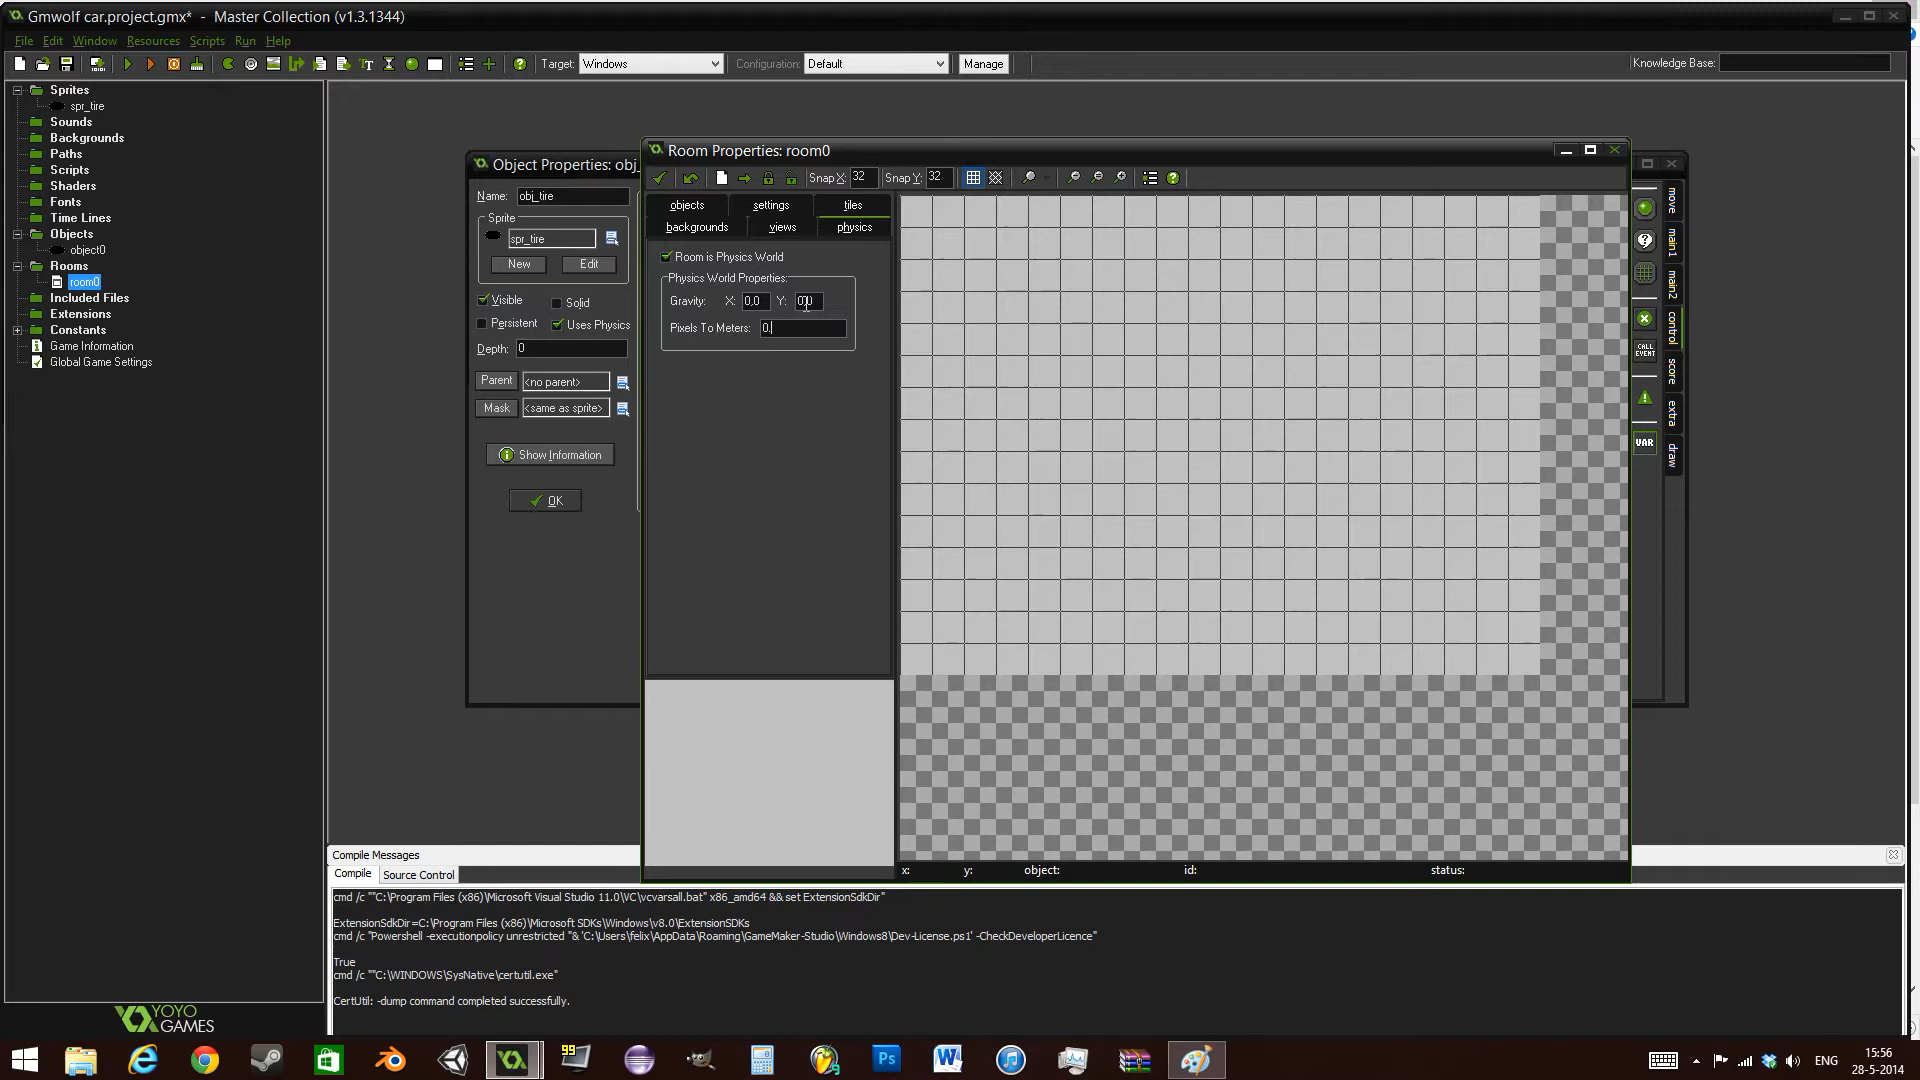 Gmwolf car.project.gmx* - Master Collection (v1.3.1344)
File Edit Window Resources Scripts Run Help
Target: Windows Configuration: Default Manage Knowledge Base:
Sprites
spr_tire
Sounds
Backgrounds
Paths
Scripts
Shaders
Fonts
Time Lines
Objects
object0
Rooms
room0
Included Files
Extensions
Constants
Game Information
Global Game Settings
YOYO
GAMES
Object Properties: obj_
Name: obj_tire
Sprite
spr_tire
New Edit
Visible Solid
Persistent Uses Physics
Depth: 0
Parent <no parent>
Mask <same as sprite>
Show Information
OK
Room Properties: room0
Snap X: 32 Snap Y: 32
objects settings tiles
backgrounds views physics
Room is Physics World
Physics World Properties:
Gravity: X: 0,0 Y:
Pixels To Meters: 0.
x: y: object: id: status:
move
main1
main2
control
score
extra
draw
CALL
EVENT
VAR
Compile Messages
Compile Source Control
cmd /c ""C:\Program Files (x86)\Microsoft Visual Studio 11.0\VC\vcvarsall.bat" x86_amd64 && set ExtensionSdkDir"
ExtensionSdkDir=C:\Program Files (x86)\Microsoft SDKs\Windows\v8.0\ExtensionSDKs
cmd /c "Powershell -executionpolicy unrestricted "& 'C:\Users\felix\AppData\Roaming\GameMaker-Studio\Windows8\Dev-License.ps1' -CheckDeveloperLicence"
True
cmd /c ""C:\WINDOWS\SysNative\certutil.exe"
CertUtil: -dump command completed successfully.
99
Ps
ENG
15:56
28-5-2014